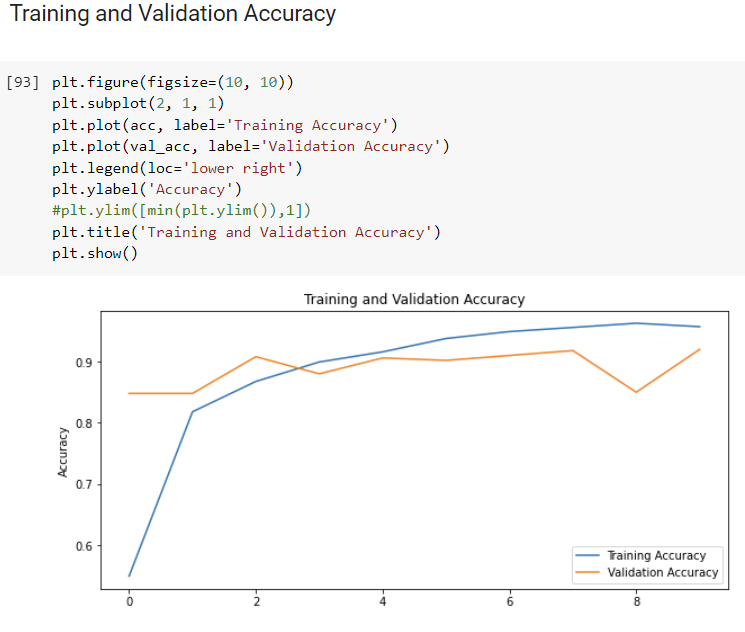 Training and Validation Accuracy
[93] plt.figure(figsize=(10, 10))
plt.subplot(2, 1, 1)
plt.plot(acc, label='Training Accuracy')
plt.plot(val_acc, label='Validation Accuracy')
plt.legend(loc='lower right')
plt.ylabel('Accuracy')
#plt.ylim([min(plt.ylim()),1])
plt.title('Training and Validation Accuracy')
plt.show()
Training and Validation Accuracy
0.9
0.8
0.7
0.6
Accuracy
Training Accuracy
Validation Accuracy
0 2 4 6 8